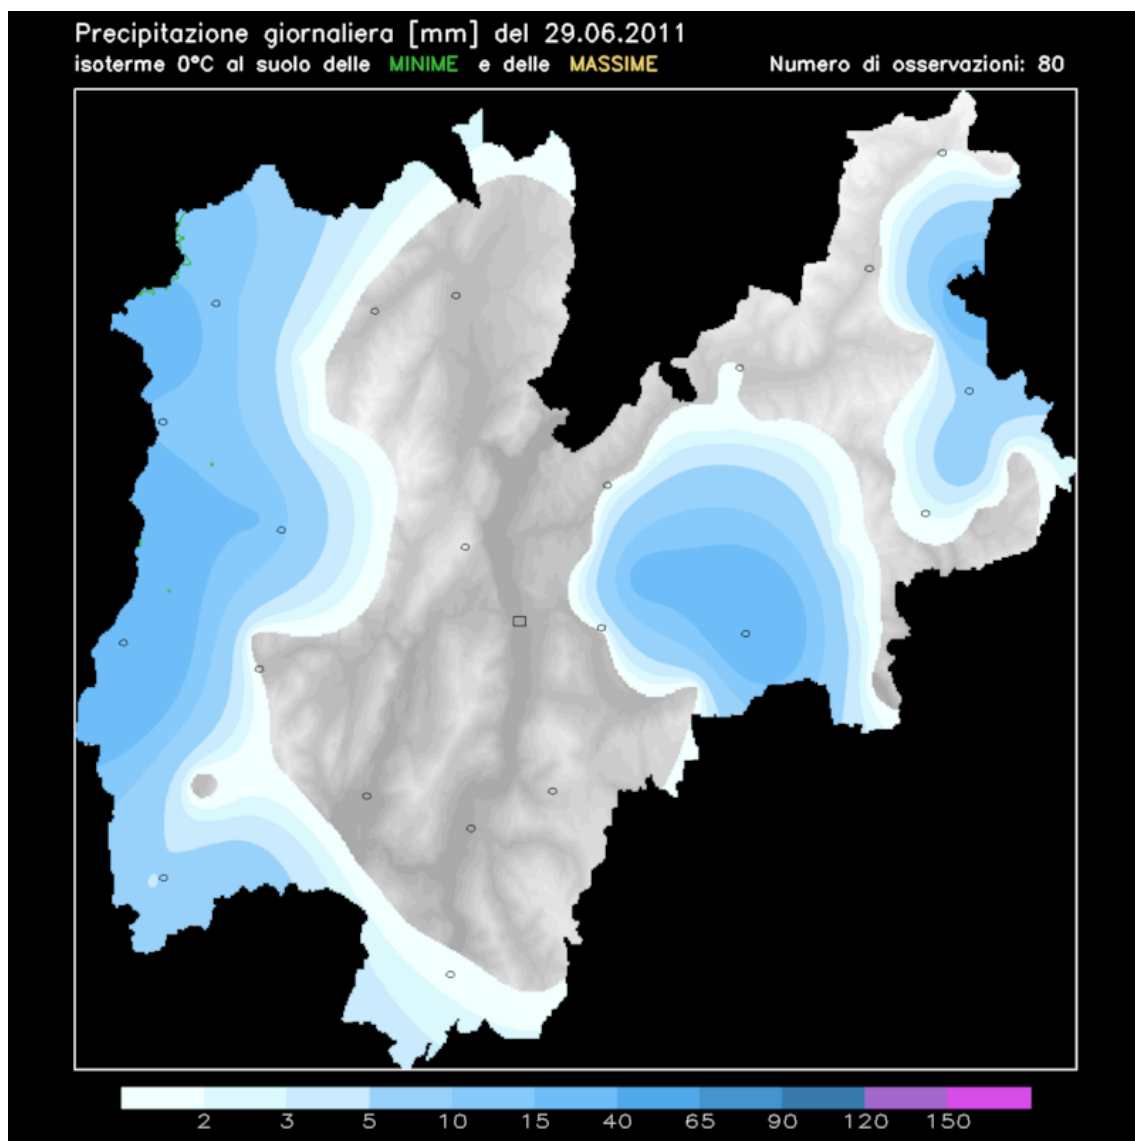 Precipitazione giornaliera [mm] del 29.06.2011
isoterme 0°C al suolo delle MINIME e delle MASSIME Numero di osservazioni: 80
2 3 5 10 15 40 65 90 120 150